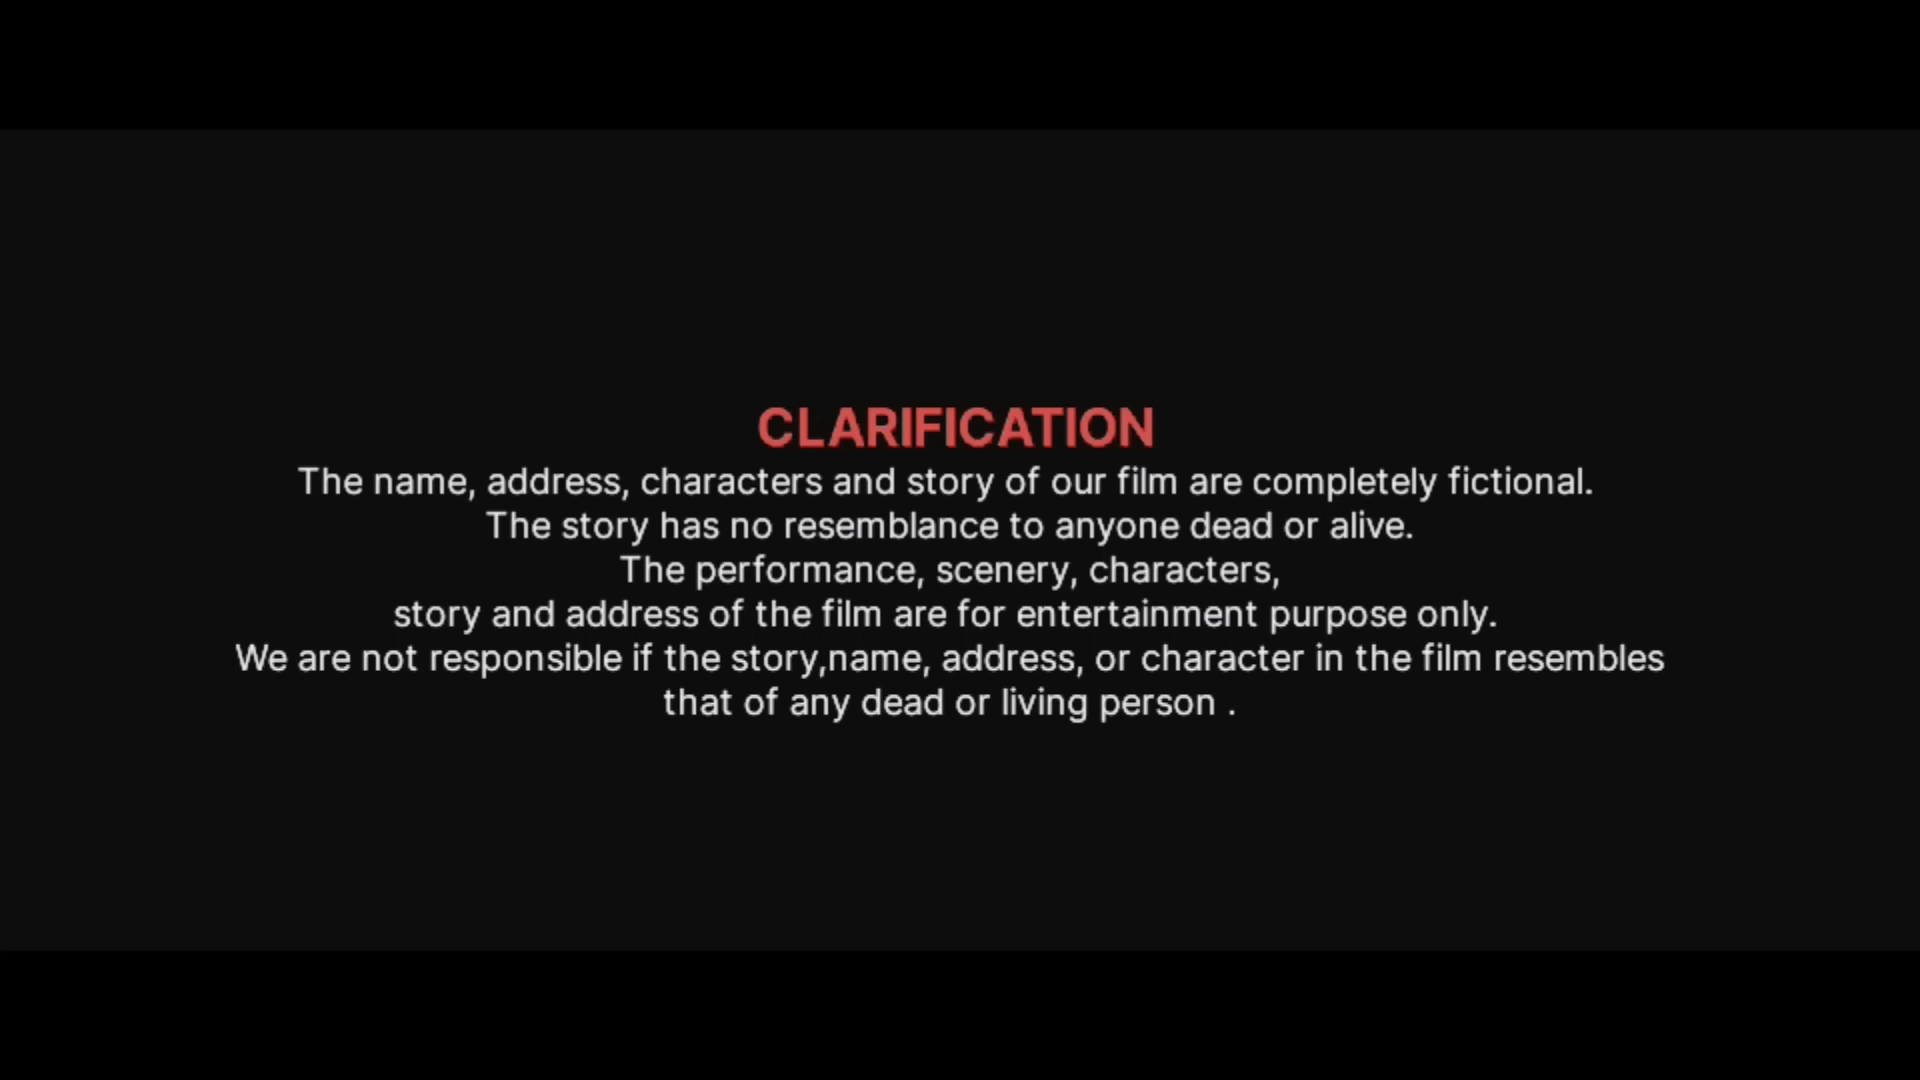 CLARIFICATION
The name, address, characters and story of our film are completely fictional.
The story has no resemblance to anyone dead or alive.
The performance, scenery, characters,
story and address of the film are for entertainment purpose only.
We are not responsible if the story,name, address, or character in the film resembles
that of any dead or living person .